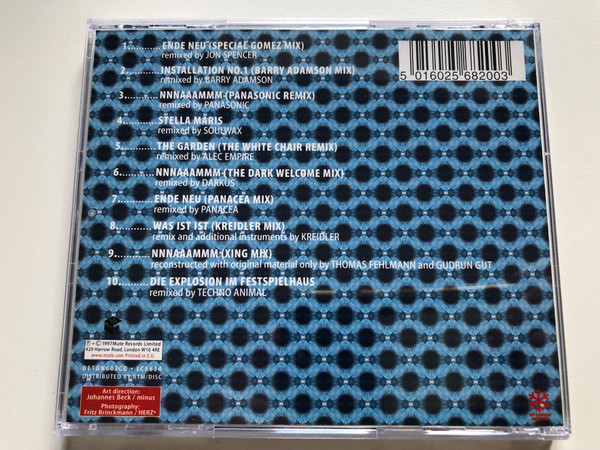 1........... ENDE NEU (SPECIAL GOMEZ MIX)
remixed by JON SPENCER
2........... INSTALLATION NO.1 (BARRY ADAMSON MIX)
remixed by BARRY ADAMSON
3........... NNNAAAMMM (PANASONIC REMIX)
remixed by PANASONIC
4........... STELLA MARIS
remixed by SOULWAX
5........... THE GARDEN (THE WHITE CHAIR REMIX)
remixed by ALEC EMPIRE
6........... NNNAAAMMM (THE DARK WELCOME MIX)
remixed by DARKUS
7........... ENDE NEU (PANACEA MIX)
remixed by PANACEA
8........... WAS IST IST (KREIDLER MIX)
remix and additional instruments by KREIDLER
9........... NNNAAAMMM (XING MIX)
reconstructed with original material only by THOMAS FEHLMANN and GUDRUN GUT
10.......... DIE EXPLOSION IM FESTSPIELHAUS
remixed by TECHNO ANIMAL
5 016025 682003
℗ + © 1997 Mute Records Limited
429 Harrow Road, London W10 4RE
www.mute.com Printed in E.U.
BETON602CD • LC5834
DISTRIBUTED BY RTM/DISC
Art direction:
Johannes Beck / minus
Photography:
Fritz Brinckmann / HERZ*